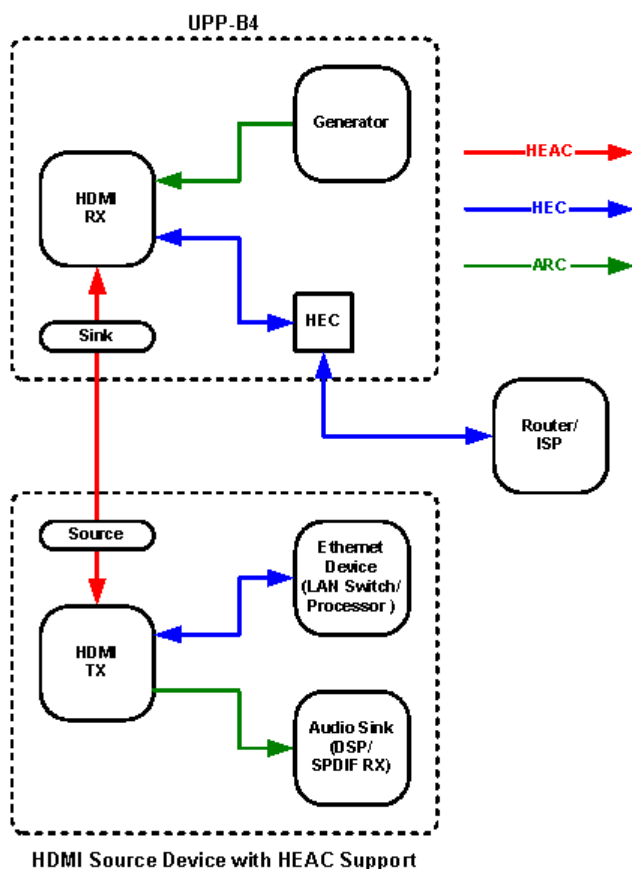 UPP-B4
Generator
HDMI
RX
HEAC
HEC
ARC
HEC
Sink
Router/
ISP
Source
Ethernet
Device
(LAN Switch/
Processor )
HDMI
TX
Audio Sink
(DSP/
SPDIF RX)
HDMI Source Device with HEAC Support